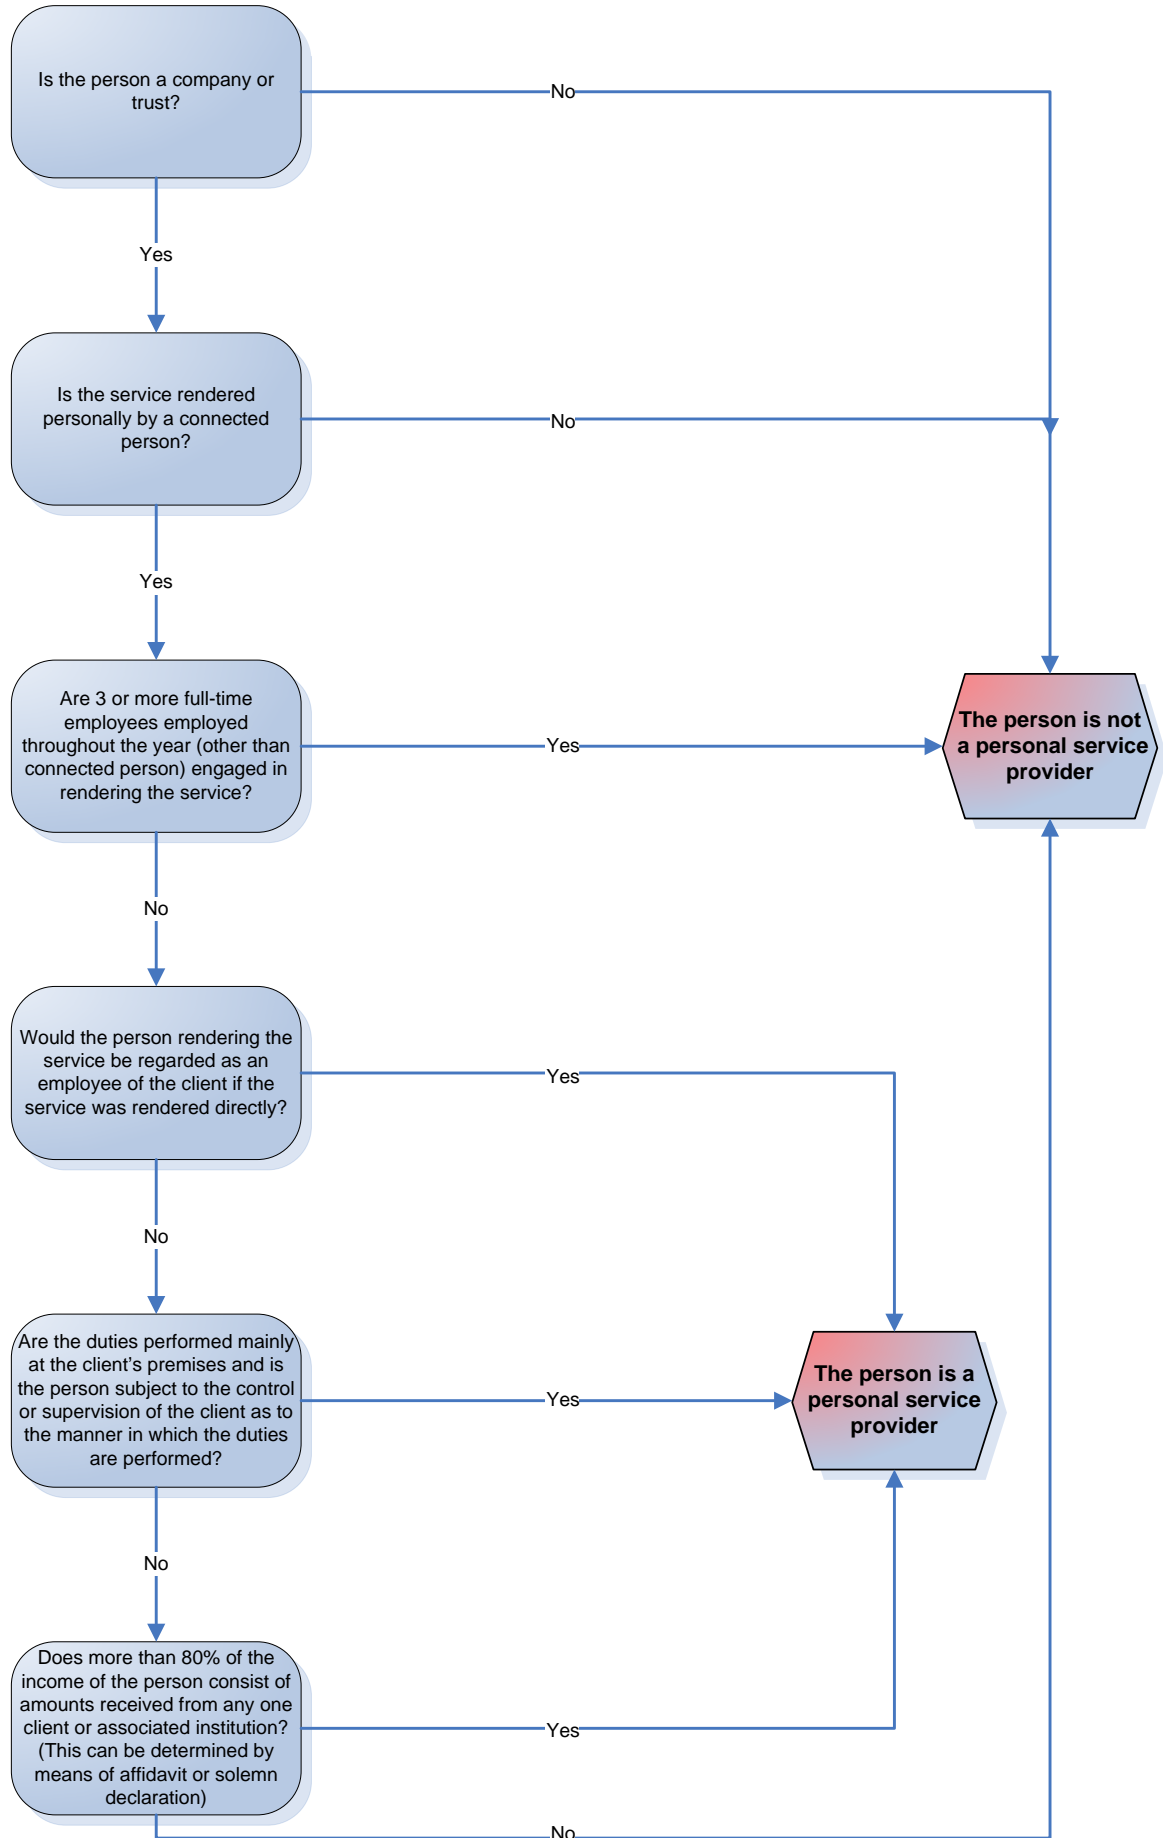 Is the person a company or
trust?
No
Yes
Is the service rendered
personally by a connected
person?
No
Yes
Are 3 or more full-time
employees employed
throughout the year (other than
connected person) engaged in
rendering the service?
Yes
The person is not
a personal service
provider
No
Would the person rendering the
service be regarded as an
employee of the client if the
service was rendered directly?
Yes
No
Are the duties performed mainly
at the client’s premises and is
the person subject to the control
or supervision of the client as to
the manner in which the duties
are performed?
Yes
The person is a
personal service
provider
No
Does more than 80% of the
income of the person consist of
amounts received from any one
client or associated institution?
(This can be determined by
means of affidavit or solemn
declaration)
Yes
No